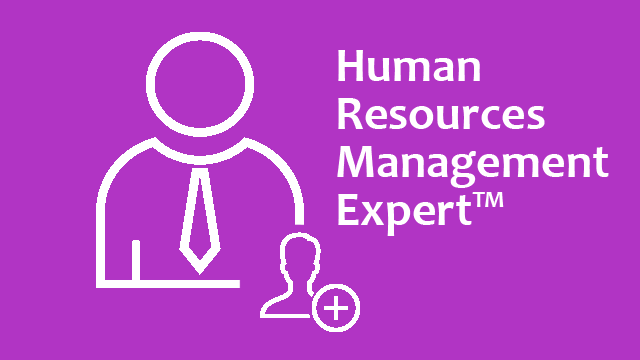 Human
Resources
Management
Expert™